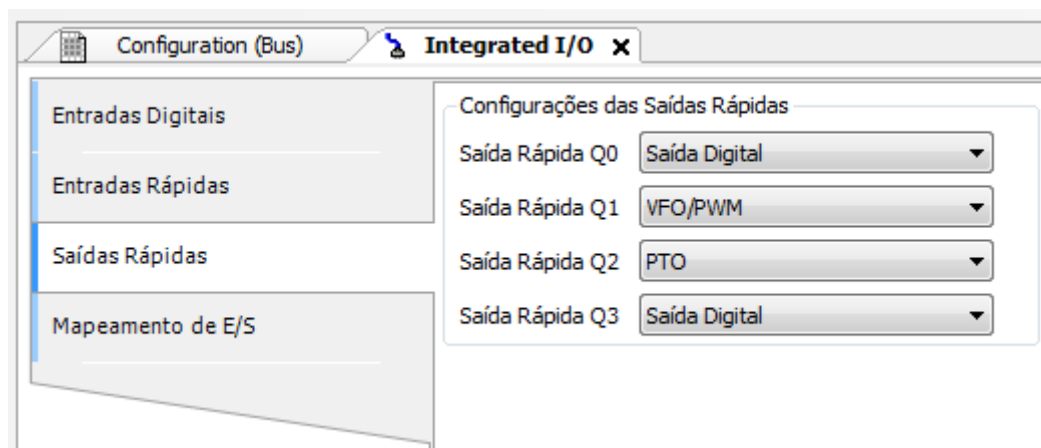 Configuration (Bus) Integrated I/O
Entradas Digitais
Entradas Rápidas
Saídas Rápidas
Mapeamento de E/S
Configurações das Saídas Rápidas
Saída Rápida Q0 Saída Digital
Saída Rápida Q1 VFO/PWM
Saída Rápida Q2 PTO
Saída Rápida Q3 Saída Digital